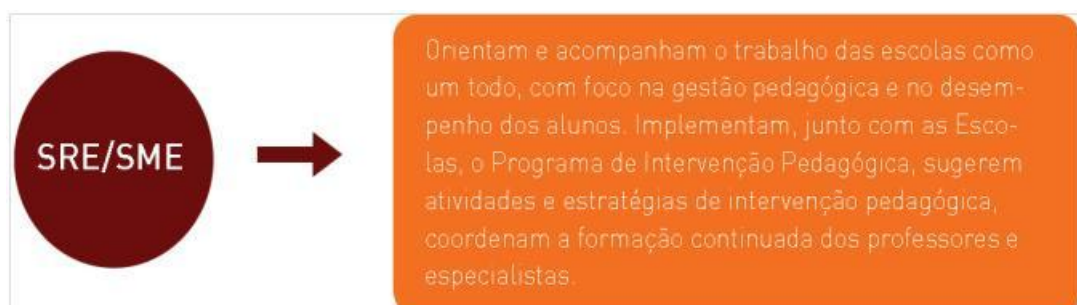 SRE/SME
Orientam e acompanham o trabalho das escolas como
um todo, com foco na gestão pedagógica e no desem-
penho dos alunos. Implementam, junto com as Esco-
las, o Programa de Intervenção Pedagógica, sugerem
atividades e estratégias de intervenção pedagógica,
coordenam a formação continuada dos professores e
especialistas.